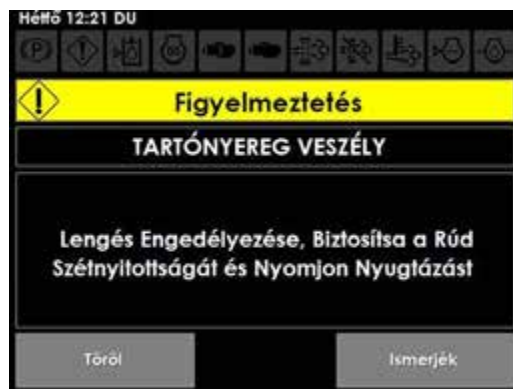 Hétfő 12:21 DU
Figyelmeztetés
TARTÓNYEREG VESZÉLY
Lengés Engedélyezése, Biztosítsa a Rúd
Szétnyitottságát és Nyomjon Nyugtázást
Töröl
Ismerjék